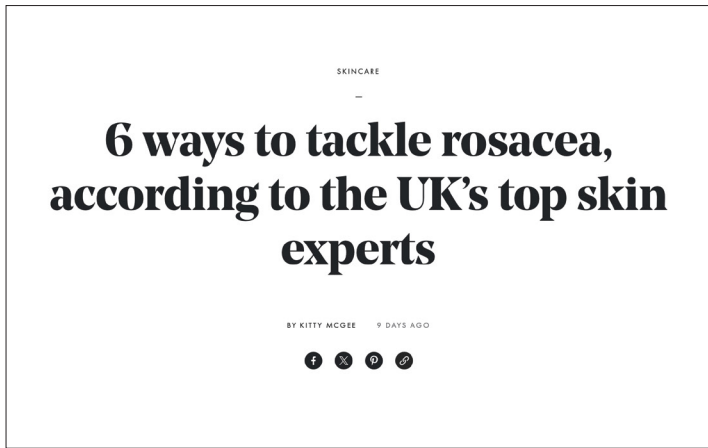 SKINCARE
—
6 ways to tackle rosacea,
according to the UK’s top skin
experts
BY KITTY MCGEE 9 DAYS AGO